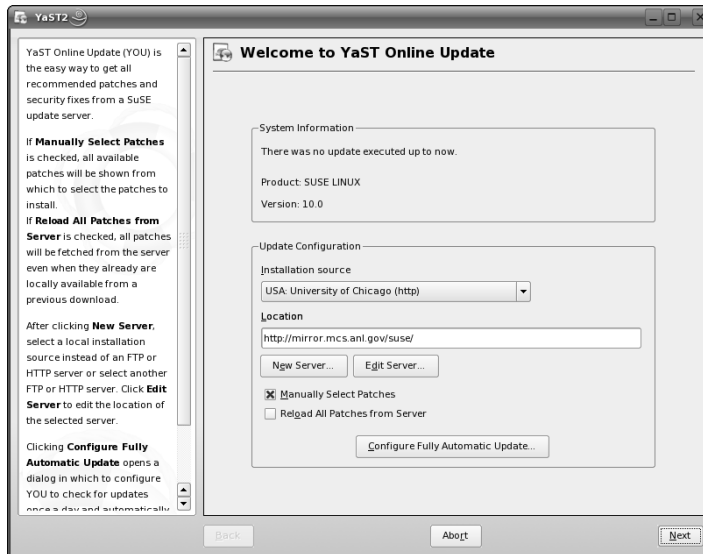 YaST2
YaST Online Update (YOU) is
the easy way to get all
recommended patches and
security fixes from a SuSE
update server.
If Manually Select Patches
is checked, all available
patches will be shown from
which to select the patches to
install.
If Reload All Patches from
Server is checked, all patches
will be fetched from the server
even when they already are
locally available from a
previous download.
After clicking New Server,
select a local installation
source instead of an FTP or
HTTP server or select another
FTP or HTTP server. Click Edit
Server to edit the location of
the selected server.
Clicking Configure Fully
Automatic Update opens a
dialog in which to configure
YOU to check for updates
once a day and automatically
Welcome to YaST Online Update
System Information
There was no update executed up to now.
Product: SUSE LINUX
Version: 10.0
Update Configuration
Installation source
USA: University of Chicago (http)
Location
http://mirror.mcs.anl.gov/suse/
New Server... Edit Server...
Manually Select Patches
Reload All Patches from Server
Configure Fully Automatic Update...
Back Abort Next